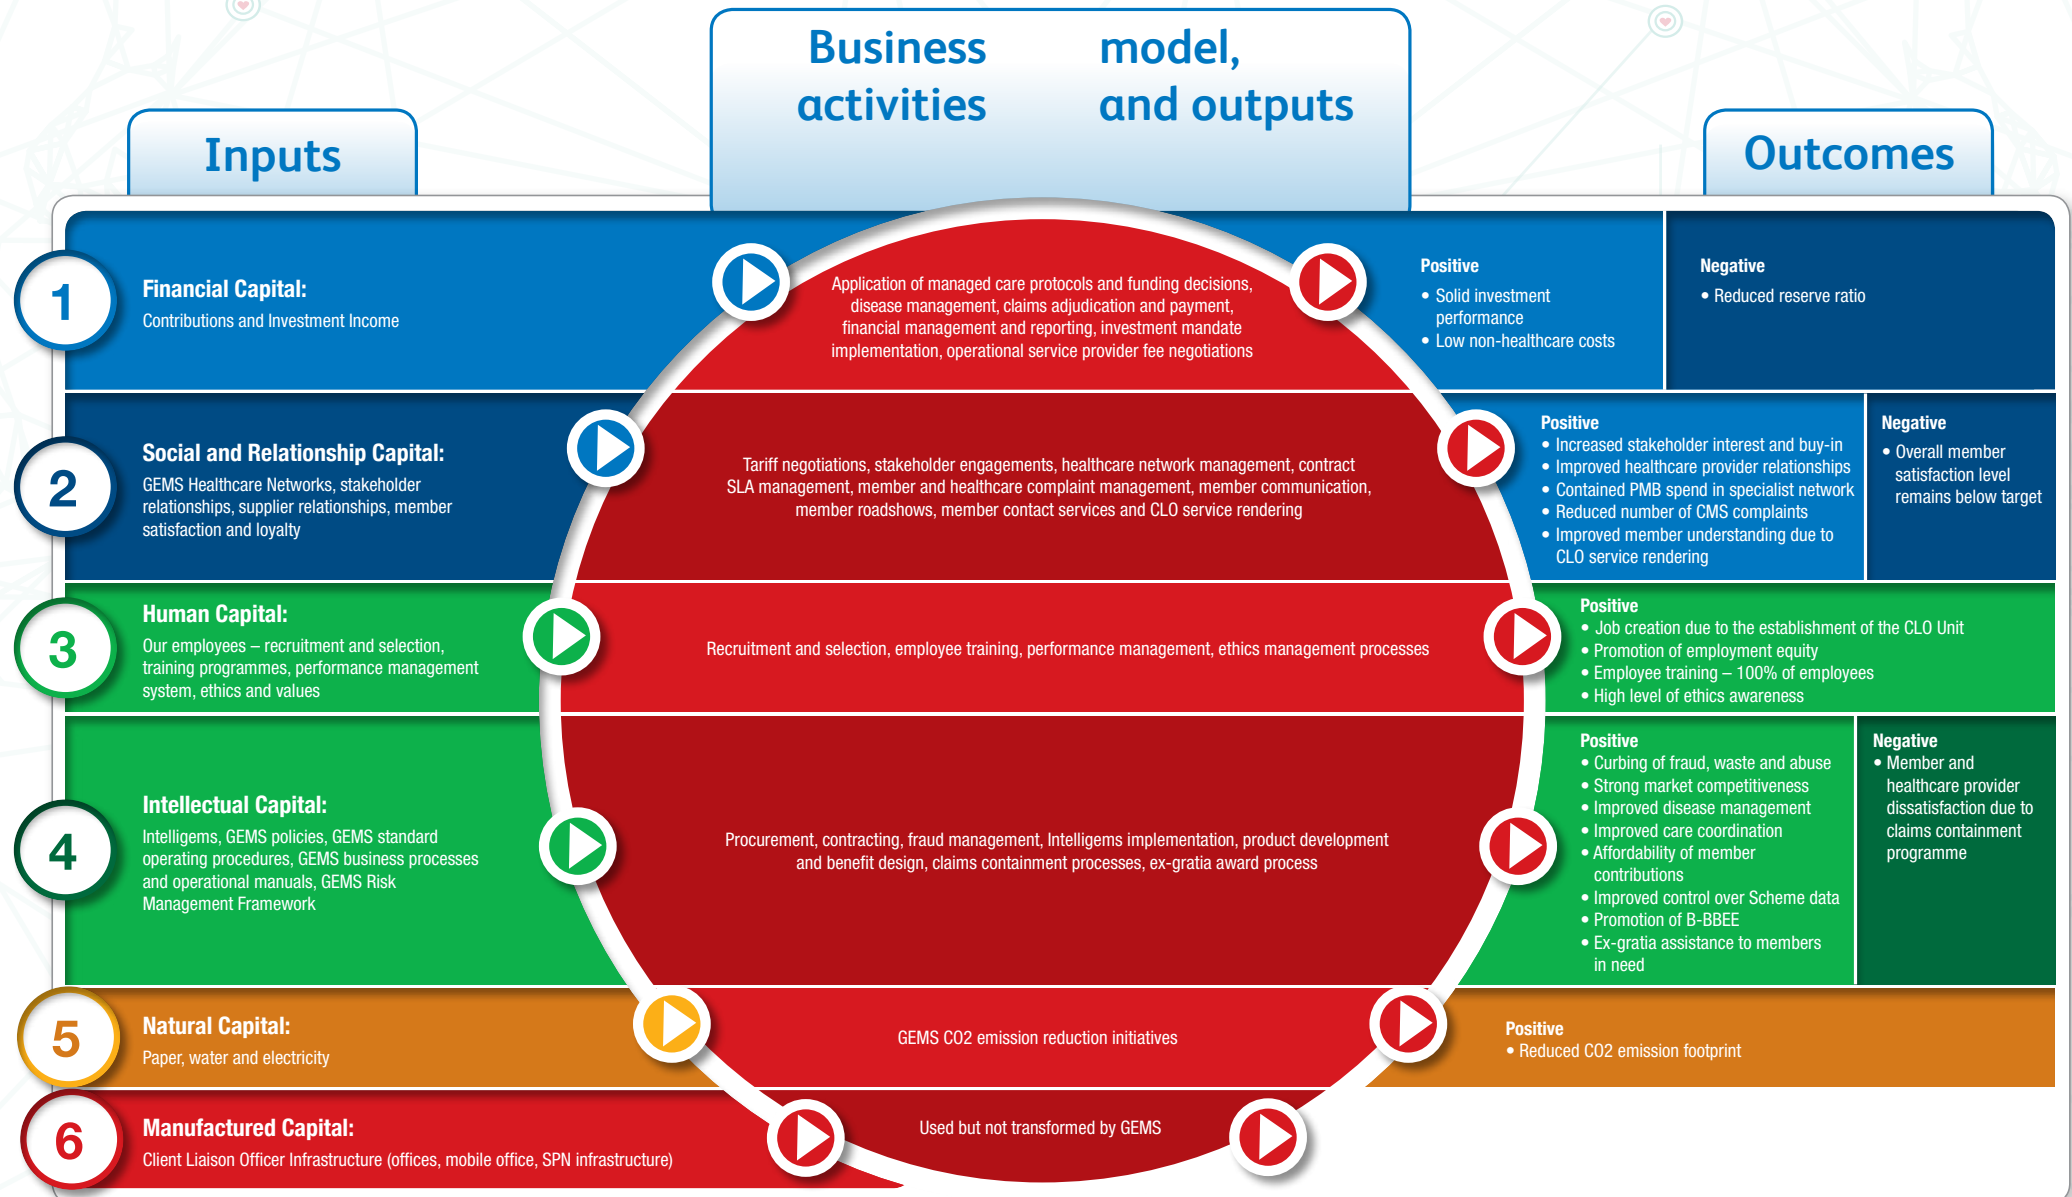 Business model,
activities and outputs
Inputs
Outcomes
1
Financial Capital:
Contributions and Investment Income
Application of managed care protocols and funding decisions,
disease management, claims adjudication and payment,
financial management and reporting, investment mandate
implementation, operational service provider fee negotiations
Positive
• Solid investment
performance
• Low non-healthcare costs
Negative
• Reduced reserve ratio
2
Social and Relationship Capital:
GEMS Healthcare Networks, stakeholder
relationships, supplier relationships, member
satisfaction and loyalty
Tariff negotiations, stakeholder engagements, healthcare network management, contract
SLA management, member and healthcare complaint management, member communication,
member roadshows, member contact services and CLO service rendering
Positive
• Increased stakeholder interest and buy-in
• Improved healthcare provider relationships
• Contained PMB spend in specialist network
• Reduced number of CMS complaints
• Improved member understanding due to
CLO service rendering
Negative
• Overall member
satisfaction level
remains below target
3
Human Capital:
Our employees – recruitment and selection,
training programmes, performance management
system, ethics and values
Recruitment and selection, employee training, performance management, ethics management processes
Positive
• Job creation due to the establishment of the CLO Unit
• Promotion of employment equity
• Employee training – 100% of employees
• High level of ethics awareness
4
Intellectual Capital:
Intelligems, GEMS policies, GEMS standard
operating procedures, GEMS business processes
and operational manuals, GEMS Risk
Management Framework
Procurement, contracting, fraud management, Intelligems implementation, product development
and benefit design, claims containment processes, ex-gratia award process
Positive
• Curbing of fraud, waste and abuse
• Strong market competitiveness
• Improved disease management
• Improved care coordination
• Affordability of member
contributions
• Improved control over Scheme data
• Promotion of B-BBEE
• Ex-gratia assistance to members
in need
Negative
• Member and
healthcare provider
dissatisfaction due to
claims containment
programme
5
Natural Capital:
Paper, water and electricity
GEMS CO2 emission reduction initiatives
Positive
• Reduced CO2 emission footprint
6
Manufactured Capital:
Client Liaison Officer Infrastructure (offices, mobile office, SPN infrastructure)
Used but not transformed by GEMS